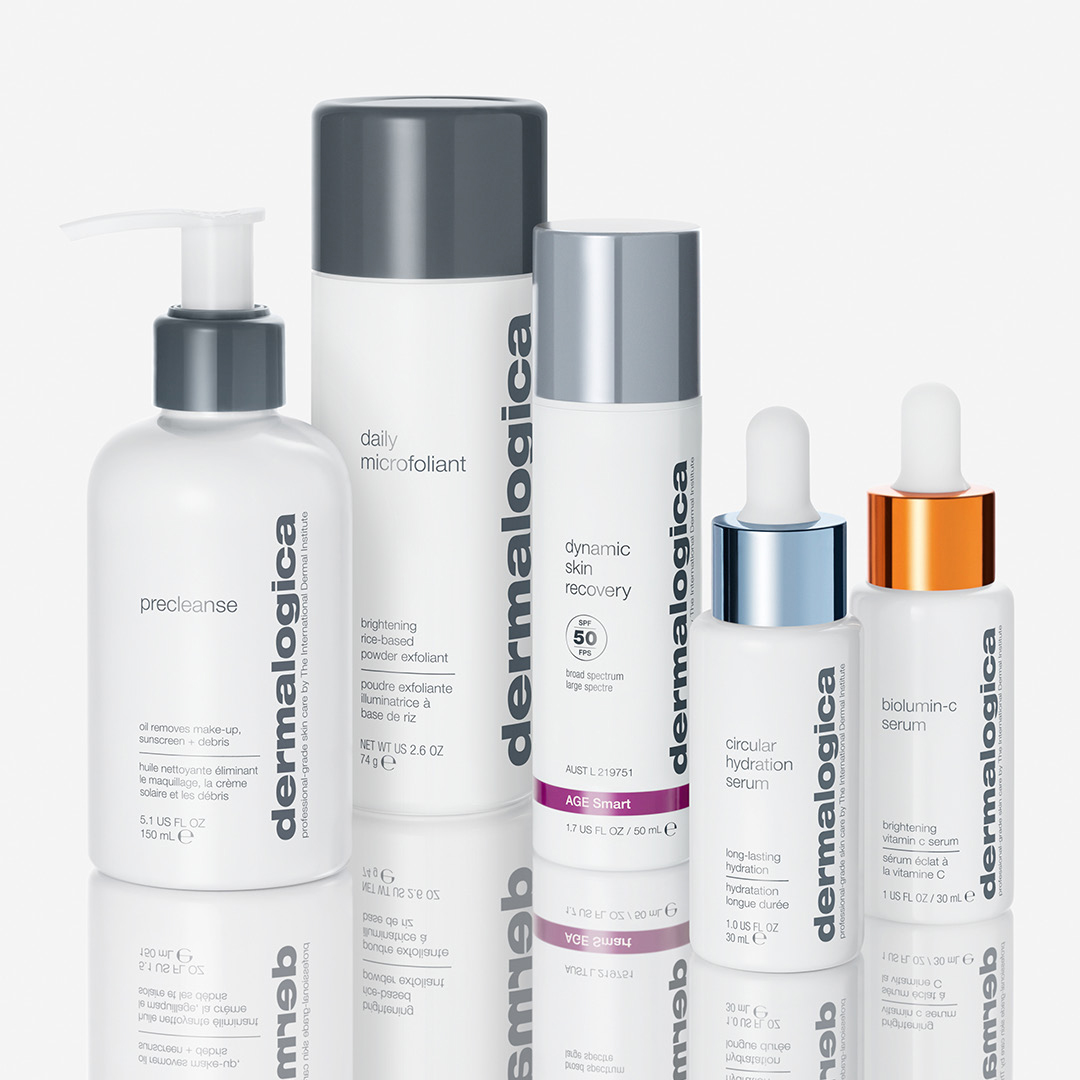 precleanse
oil removes make-up,
sunscreen + debris
huile nettoyante éliminant
le maquillage, la crème
solaire et les débris
5.1 US FL OZ
150 mL ℮
dermalogica
professional-grade skin care by The International Dermal Institute
daily
microfoliant
brightening
rice-based
powder exfoliant
poudre exfoliante
illuminatrice à
base de riz
NET WT US 2.6 OZ
74 g ℮
dermalogica
dynamic
skin
recovery
SPF
50
FPS
broad spectrum
large spectre
AUST L 219751
AGE Smart
1.7 US FL OZ / 50 mL ℮
dermalogica
by The International Dermal Institute
circular
hydration
serum
long-lasting
hydration
hydratation
longue durée
1.0 US FL OZ
30 mL ℮
dermalogica
professional-grade skin care by The International Dermal Institute
biolumin-c
serum
brightening
vitamin c serum
sérum éclat à
la vitamine C
1 US FL OZ / 30 mL ℮
dermalogica
professional-grade skin care by The International Dermal Institute